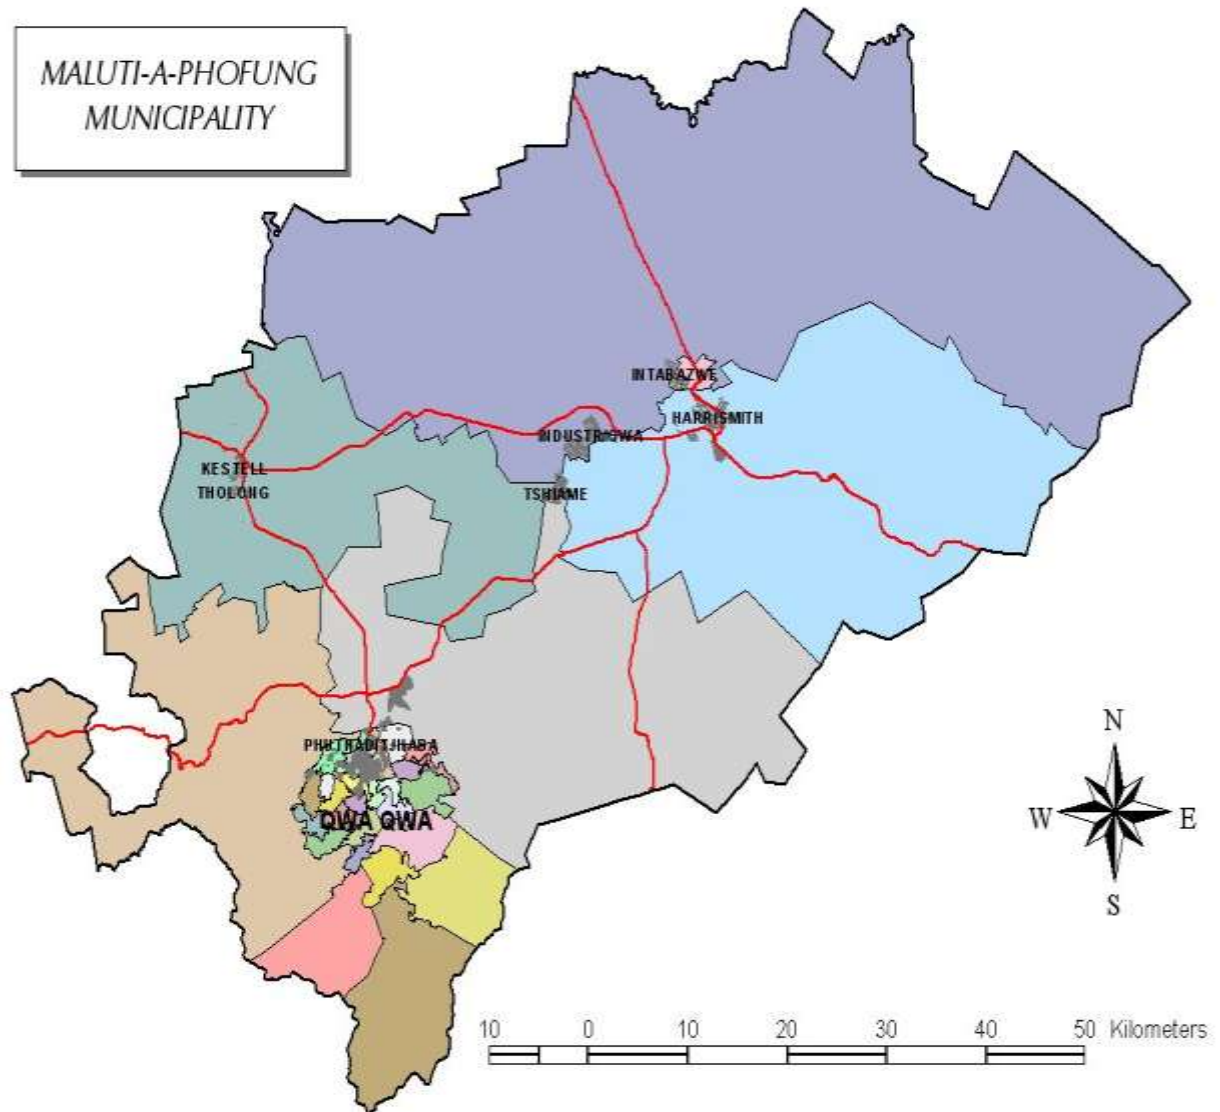 MALUTI-A-PHOFUNG
MUNICIPALITY
INTABAZWE
HARRISMITH
INDUSTRIQWA
KESTELL
THOLONG
TSHIAME
PHUTHADITJHABA
QWA QWA
N
W E
S
10 0 10 20 30 40 50 Kilometers